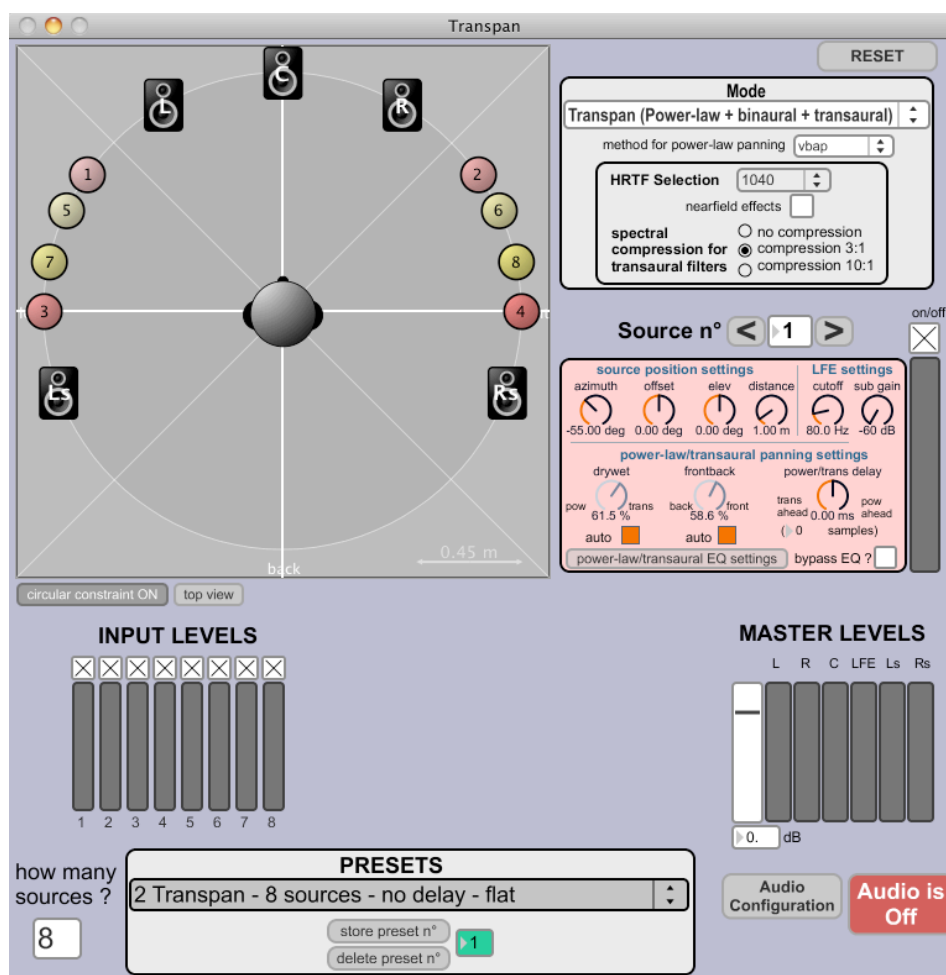 Transpan
C
L
R
1
2
5
6
7
8
3
4
Ls
Rs
0.45 m
back
circular constraint ON
top view
RESET
Mode
Transpan (Power-law + binaural + transaural)
method for power-law panning vbap
HRTF Selection 1040
nearfield effects
spectral compression for transaural filters
no compression
compression 3:1
compression 10:1
on/off
Source n° < 1 >
source position settings LFE settings
azimuth offset elev distance cutoff sub gain
-55.00 deg 0.00 deg 0.00 deg 1.00 m 80.0 Hz -60 dB
power-law/transaural panning settings
drywet frontback power/trans delay
pow 61.5 % trans
back 58.6 % front
trans ahead 0.00 ms pow ahead
auto auto (0 samples)
power-law/transaural EQ settings bypass EQ ?
INPUT LEVELS
1 2 3 4 5 6 7 8
MASTER LEVELS
L R C LFE Ls Rs
0. dB
how many
sources ?
8
PRESETS
2 Transpan - 8 sources - no delay - flat
store preset n°
delete preset n°
1
Audio
Configuration
Audio is
Off